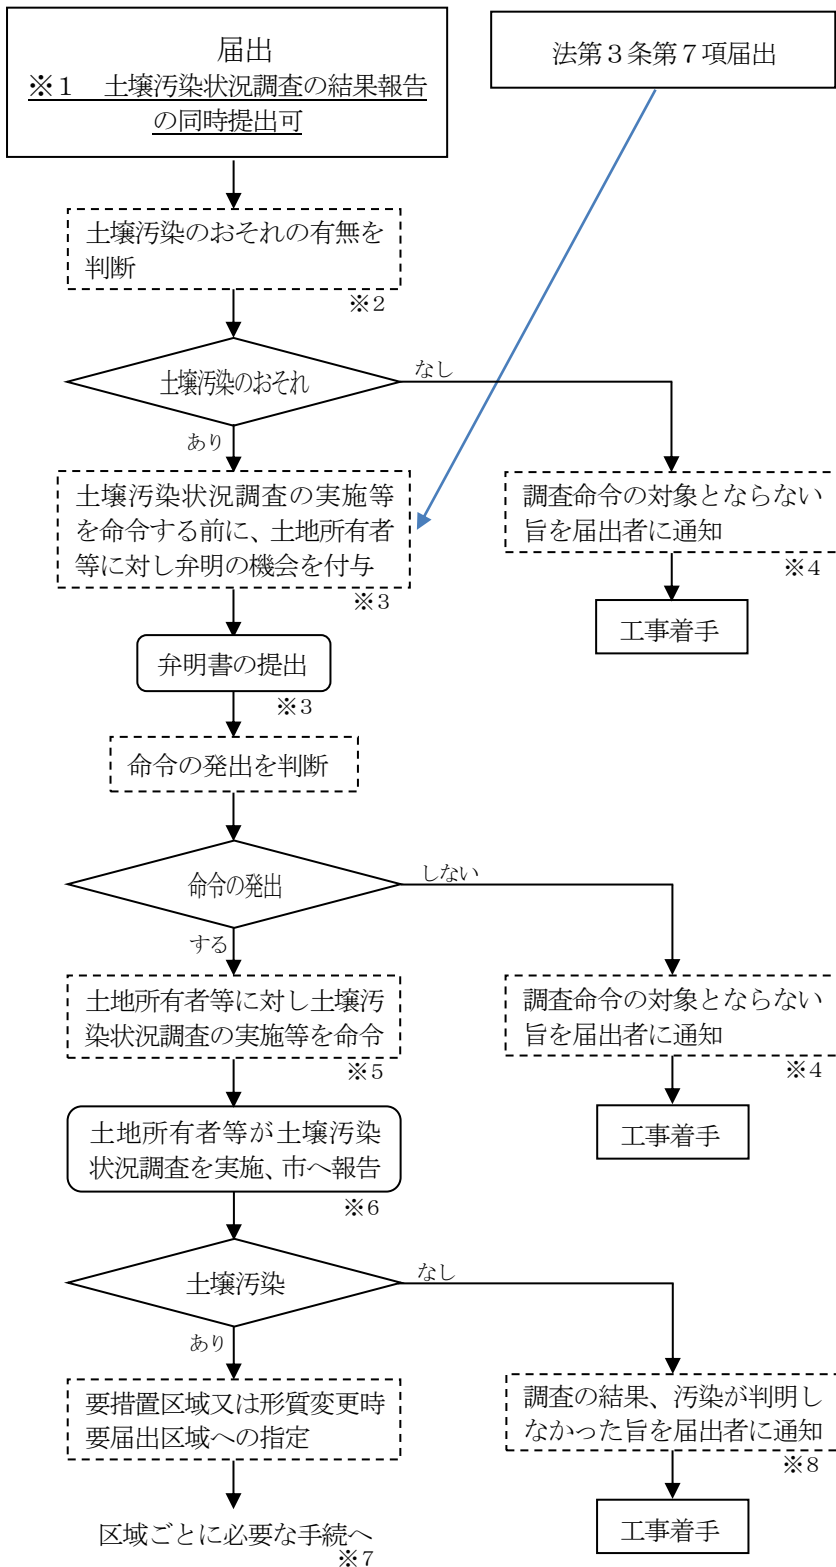 届出
※１　土壌汚染状況調査の結果報告
の同時提出可
法第３条第７項届出
土壌汚染のおそれの有無を
判断
※２
土壌汚染のおそれ
なし
あり
土壌汚染状況調査の実施等
を命令する前に、土地所有者
等に対し弁明の機会を付与
※３
調査命令の対象とならない
旨を届出者に通知
※４
工事着手
弁明書の提出
※３
命令の発出を判断
命令の発出
しない
する
土地所有者等に対し土壌汚
染状況調査の実施等を命令
※５
調査命令の対象とならない
旨を届出者に通知
※４
工事着手
土地所有者等が土壌汚染
状況調査を実施、市へ報告
※６
土壌汚染
なし
あり
要措置区域又は形質変更時
要届出区域への指定
調査の結果、汚染が判明し
なかった旨を届出者に通知
※８
工事着手
区域ごとに必要な手続へ
※７